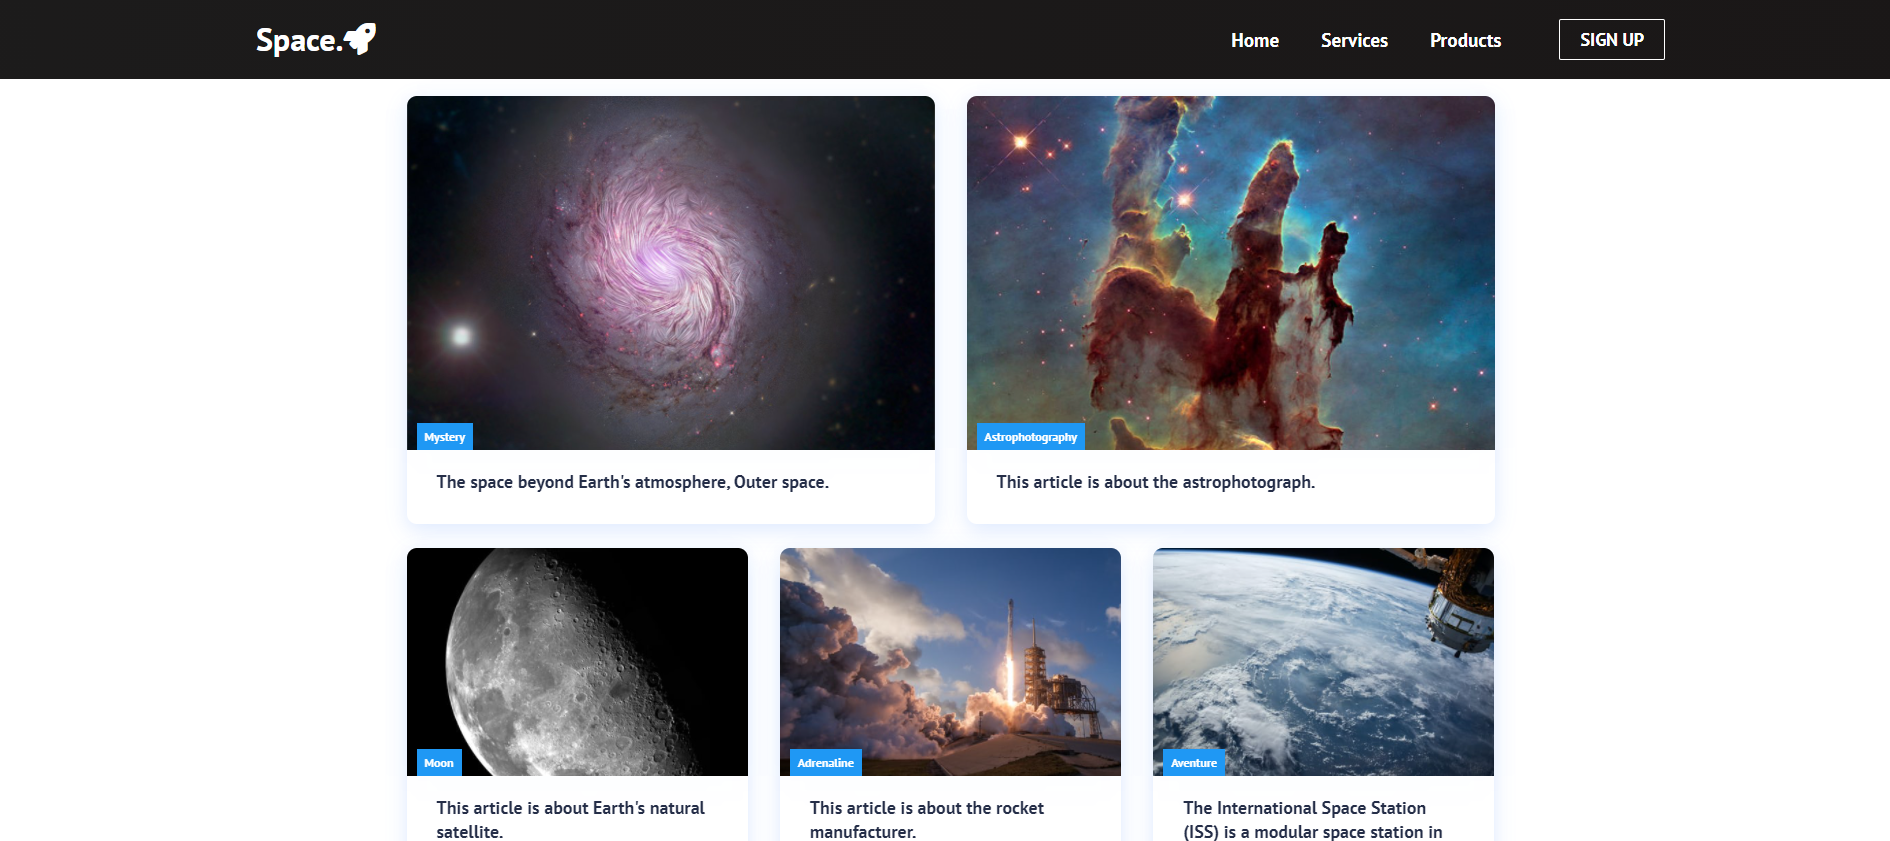 Space.
Home Services Products SIGN UP
Mystery
The space beyond Earth's atmosphere, Outer space.
Astrophotography
This article is about the astrophotograph.
Moon
This article is about Earth's natural
satellite.
Adrenaline
This article is about the rocket
manufacturer.
Aventure
The International Space Station
(ISS) is a modular space station in